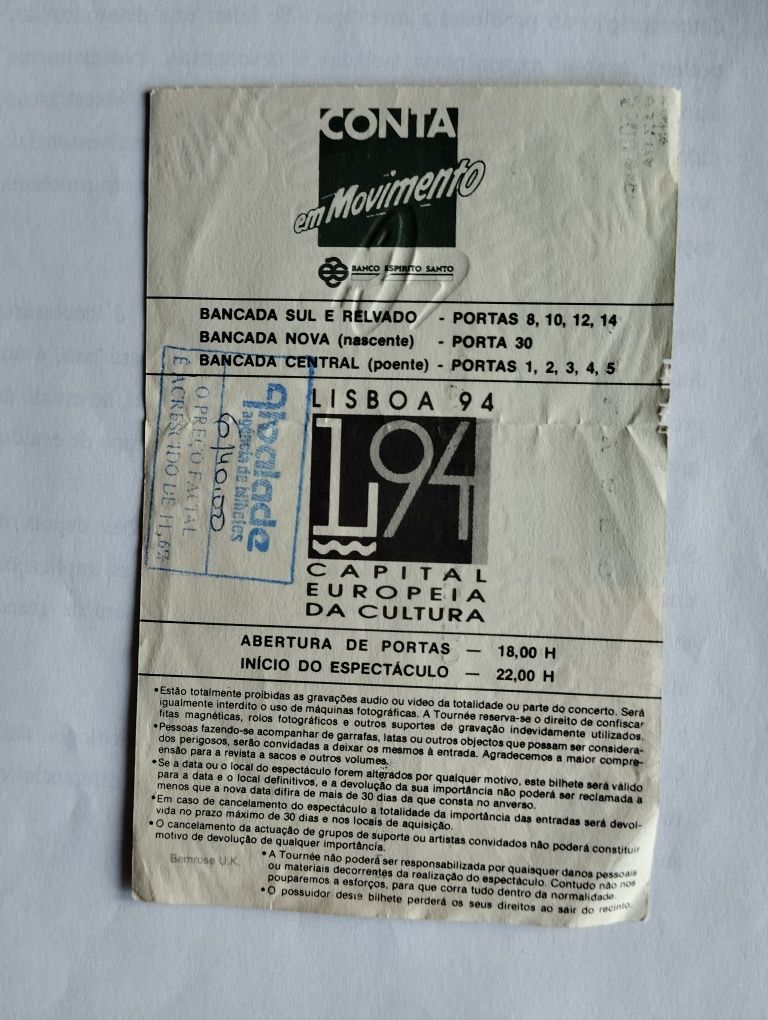 CONTA
em Movimento
BANCO ESPIRITO SANTO
BANCADA SUL E RELVADO - PORTAS 8, 10, 12, 14
BANCADA NOVA (nascente) - PORTA 30
BANCADA CENTRAL (poente) - PORTAS 1, 2, 3, 4, 5
agência de bilhetes
O PREÇO FACIAL
É ACRESCIDO DE 11,6%
LISBOA 94
L94
CAPITAL
EUROPEIA
DA CULTURA
ABERTURA DE PORTAS — 18,00 H
INÍCIO DO ESPECTÁCULO — 22,00 H
•Estão totalmente proibidas as gravações audio ou video da totalidade ou parte do concerto. Será
igualmente interdito o uso de máquinas fotográficas. A Tournée reserva-se o direito de confiscar
fitas magnéticas, rolos fotográficos e outros suportes de gravação indevidamente utilizados.
•Pessoas fazendo-se acompanhar de garrafas, latas ou outros objectos que possam ser considera-
dos perigosos, serão convidadas a deixar os mesmos à entrada. Agradecemos a maior compre-
ensão para a revista a sacos e outros volumes.
•Se a data ou o local do espectáculo forem alterados por qualquer motivo, este bilhete será válido
para a data e o local definitivos, e a devolução da sua importância não poderá ser reclamada a
menos que a nova data difira de mais de 30 dias da que consta no anverso.
•Em caso de cancelamento do espectáculo a totalidade da importância das entradas será devol-
vida no prazo máximo de 30 dias e nos locais de aquisição.
•O cancelamento da actuação de grupos de suporte ou artistas convidados não poderá constituir
motivo de devolução de qualquer importância.
Bemrose U.K.
•A Tournée não poderá ser responsabilizada por quaisquer danos pessoais
ou materiais decorrentes da realização do espectáculo. Contudo não nos
pouparemos a esforços, para que corra tudo dentro da normalidade.
•O possuidor deste bilhete perderá os seus direitos ao sair do recinto.